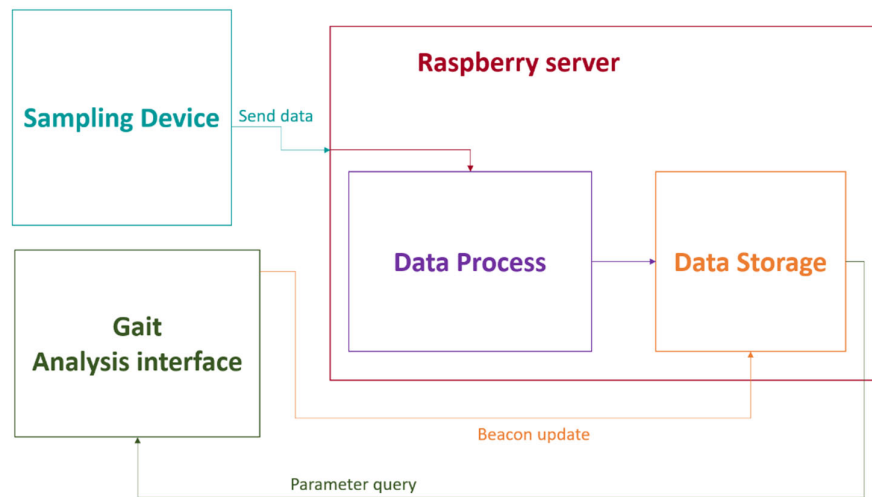 Raspberry server
Sampling Device
Send data
Data Process
Data Storage
Gait
Analysis interface
Beacon update
Parameter query